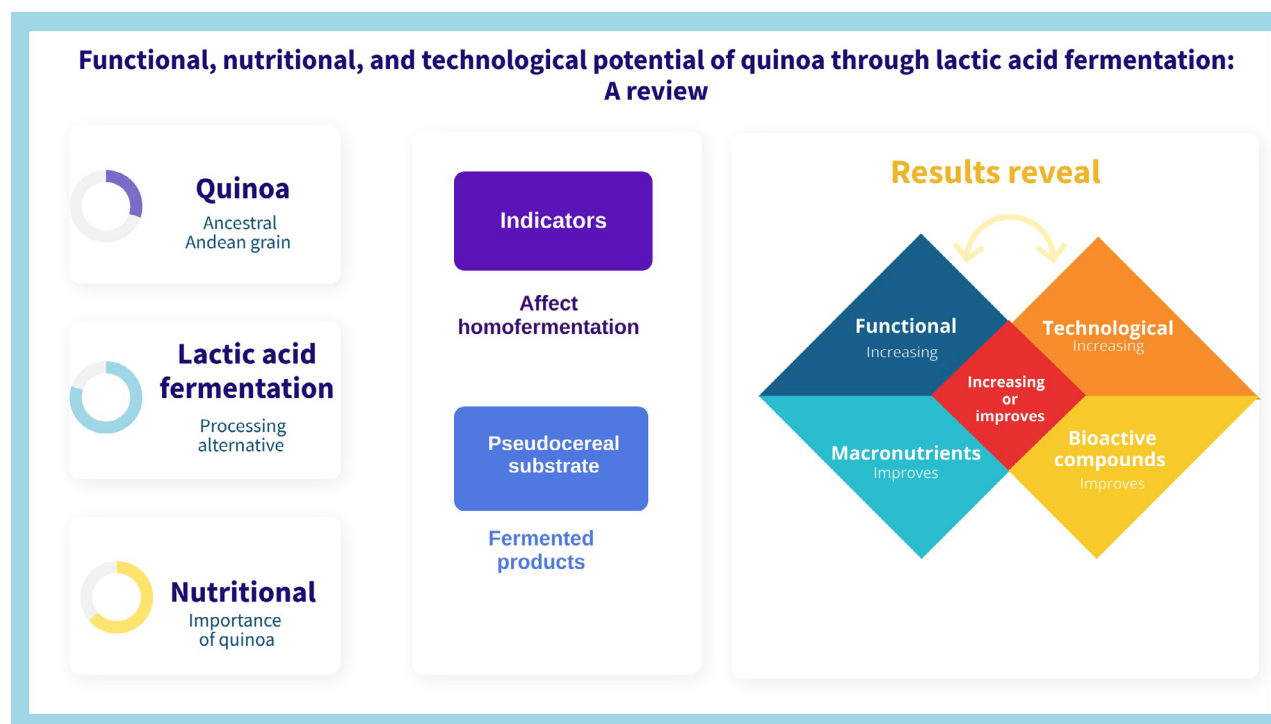 Functional, nutritional, and technological potential of quinoa through lactic acid fermentation:
A review
Quinoa
Ancestral
Andean grain
Lactic acid
fermentation
Processing
alternative
Nutritional
Importance
of quinoa
Indicators
Affect
homofermentation
Pseudocereal
substrate
Fermented
products
Results reveal
Functional
Increasing
Technological
Increasing
Increasing
or
improves
Macronutrients
Improves
Bioactive
compounds
Improves